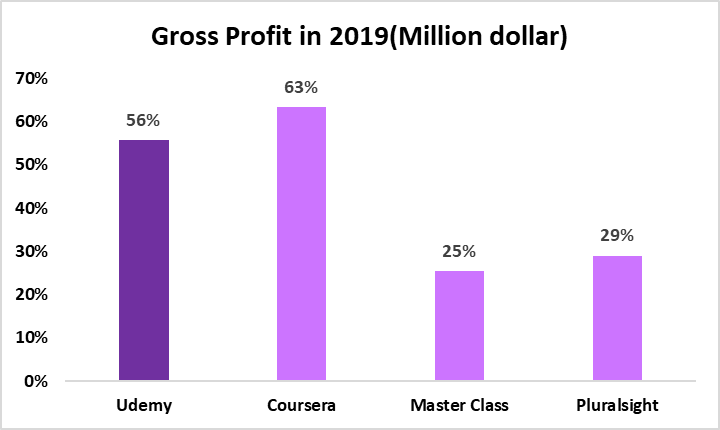 Gross Profit in 2019(Million dollar)
70%
60%
50%
40%
30%
20%
10%
0%
56%
63%
25%
29%
Udemy
Coursera
Master Class
Pluralsight